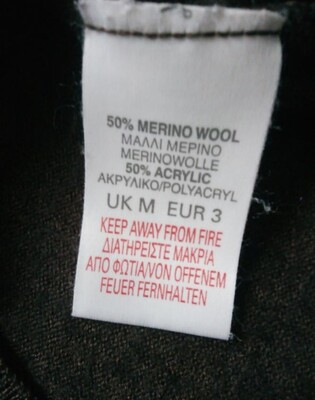 50% MERINO WOOL
ΜΑΛΛΙ ΜΕΡΙΝΟ
MERINOWOLLE
50% ACRYLIC
ΑΚΡΥΛΙΚΟ/POLYACRYL
UK M EUR 3
KEEP AWAY FROM FIRE
ΔΙΑΤΗΡΕΙΣΤΕ ΜΑΚΡΙΑ
ΑΠΟ ΦΩΤΙΑ/VON OFFENEM
FEUER FERNHALTEN